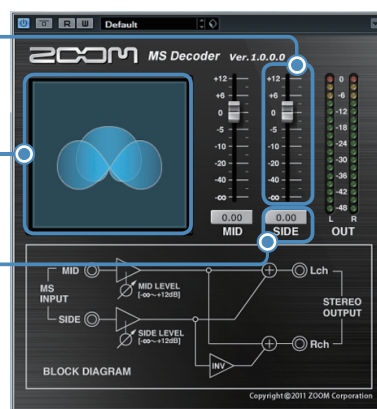 R W Default
ZOOM MS Decoder Ver.1.0.0.0
+12 +12 0
+6 +6 -6
0 0 -12
-5 -5 -18
-10 -10 -24
-20 -20 -30
-40 -40 -36
-∞ -∞ -42
-48
0.00 0.00 L R
MID SIDE OUT
MID
MID LEVEL
[-∞~+12dB]
Lch
MS
INPUT
STEREO
OUTPUT
SIDE
SIDE LEVEL
[-∞~+12dB]
Rch
INV
BLOCK DIAGRAM
Copyright©2011 ZOOM Corporation